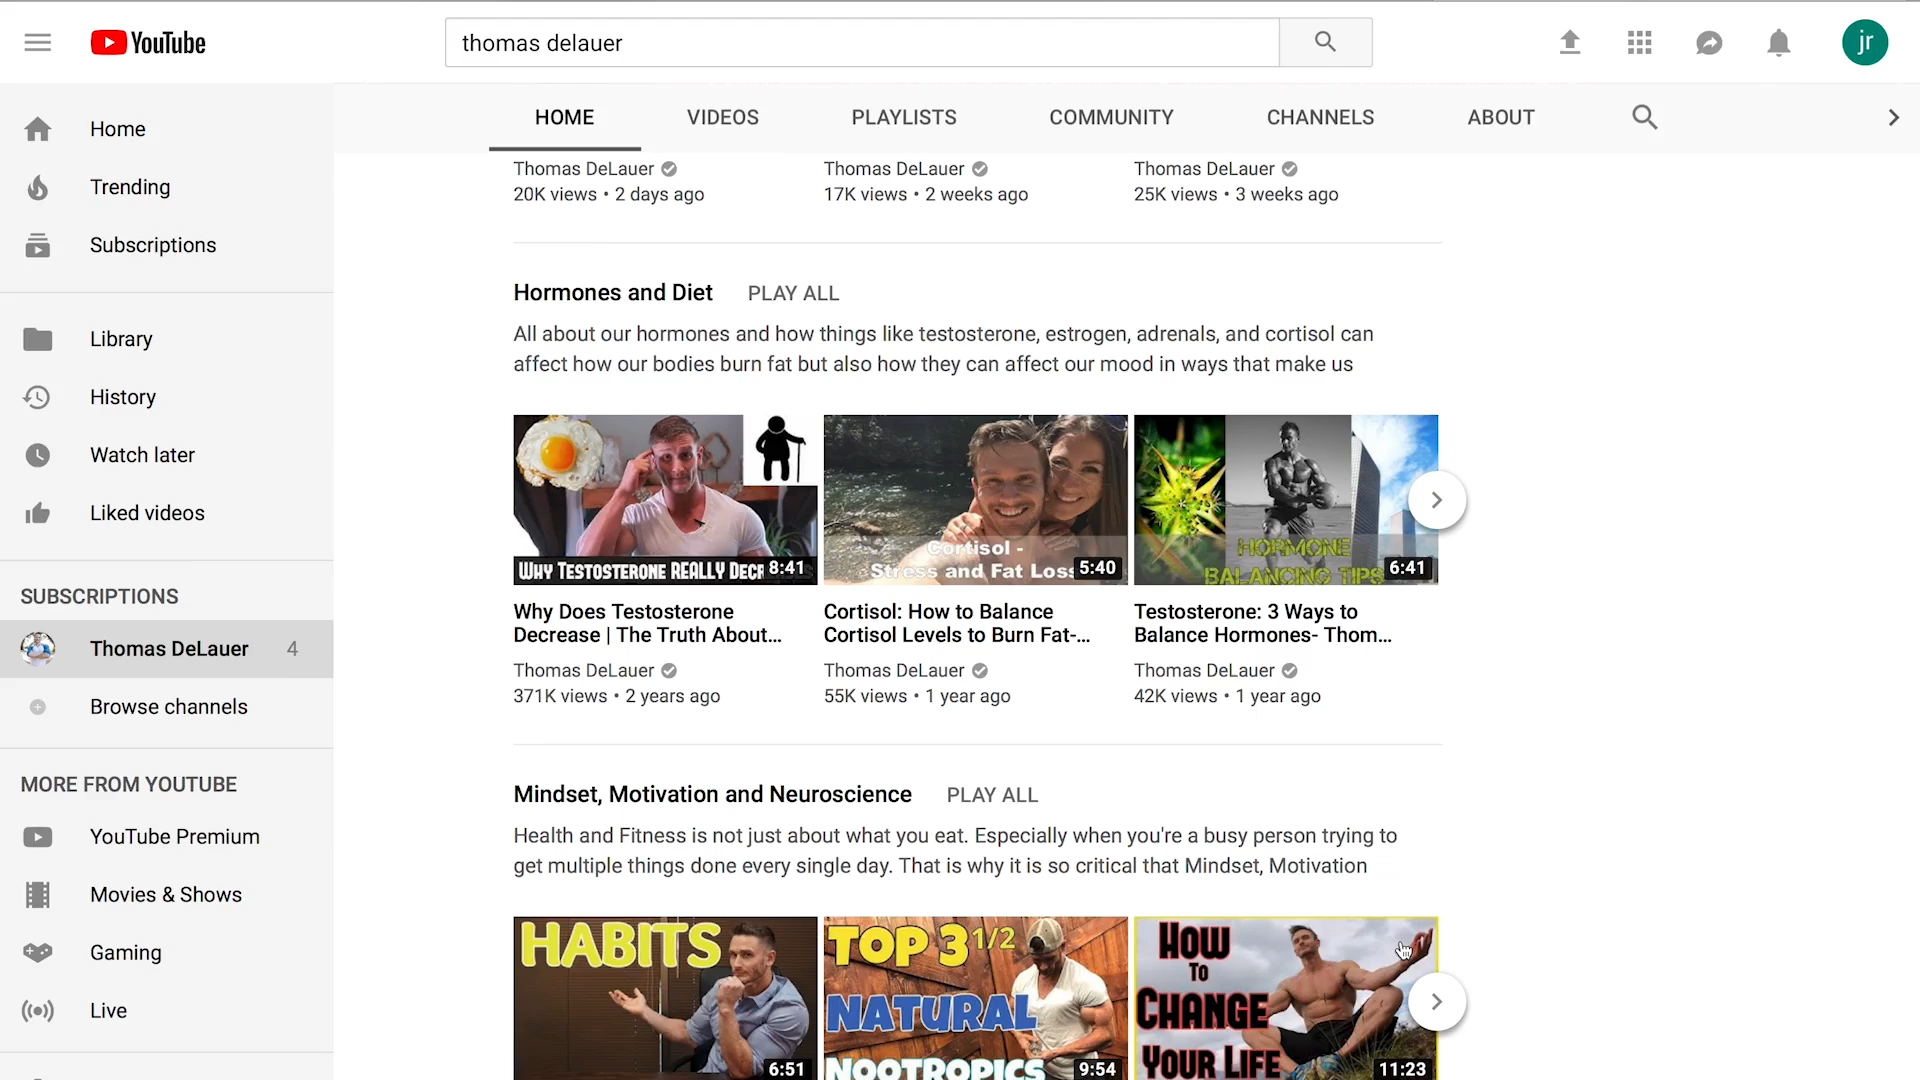 YouTube
thomas delauer
jr
HOME VIDEOS PLAYLISTS COMMUNITY CHANNELS ABOUT
Home
Trending
Subscriptions
Library
History
Watch later
Liked videos
SUBSCRIPTIONS
Thomas DeLauer 4
Browse channels
MORE FROM YOUTUBE
YouTube Premium
Movies & Shows
Gaming
Live
Thomas DeLauer
20K views • 2 days ago
Thomas DeLauer
17K views • 2 weeks ago
Thomas DeLauer
25K views • 3 weeks ago
Hormones and Diet PLAY ALL
All about our hormones and how things like testosterone, estrogen, adrenals, and cortisol can
affect how our bodies burn fat but also how they can affect our mood in ways that make us
WHY TESTOSTERONE REALLY 8:41
Why Does Testosterone
Decrease | The Truth About...
Thomas DeLauer
371K views • 2 years ago
Cortisol -
Stress and Fat Loss 5:40
Cortisol: How to Balance
Cortisol Levels to Burn Fat-...
Thomas DeLauer
55K views • 1 year ago
HORMONE
BALANCING TIPS 6:41
Testosterone: 3 Ways to
Balance Hormones- Thom...
Thomas DeLauer
42K views • 1 year ago
Mindset, Motivation and Neuroscience PLAY ALL
Health and Fitness is not just about what you eat. Especially when you're a busy person trying to
get multiple things done every single day. That is why it is so critical that Mindset, Motivation
HABITS
6:51
TOP 3 1/2
NATURAL
NOOTROPICS
9:54
HOW
TO
CHANGE
YOUR LIFE
11:23